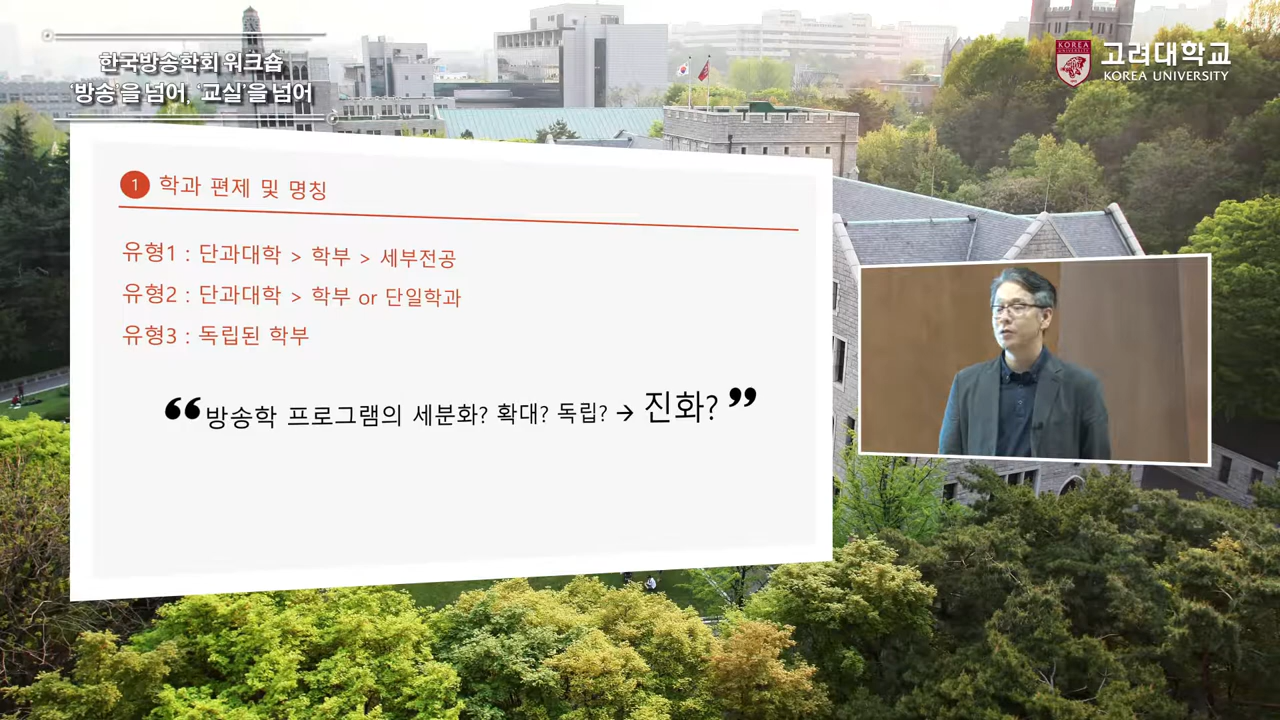 한국방송학회 워크숍
'방송'을 넘어, '교실'을 넘어
KOREA
UNIVERSITY
고려대학교
KOREA UNIVERSITY
1 학과 편제 및 명칭
유형1 : 단과대학 > 학부 > 세부전공
유형2 : 단과대학 > 학부 or 단일학과
유형3 : 독립된 학부
“방송학 프로그램의 세분화? 확대? 독립? → 진화?”